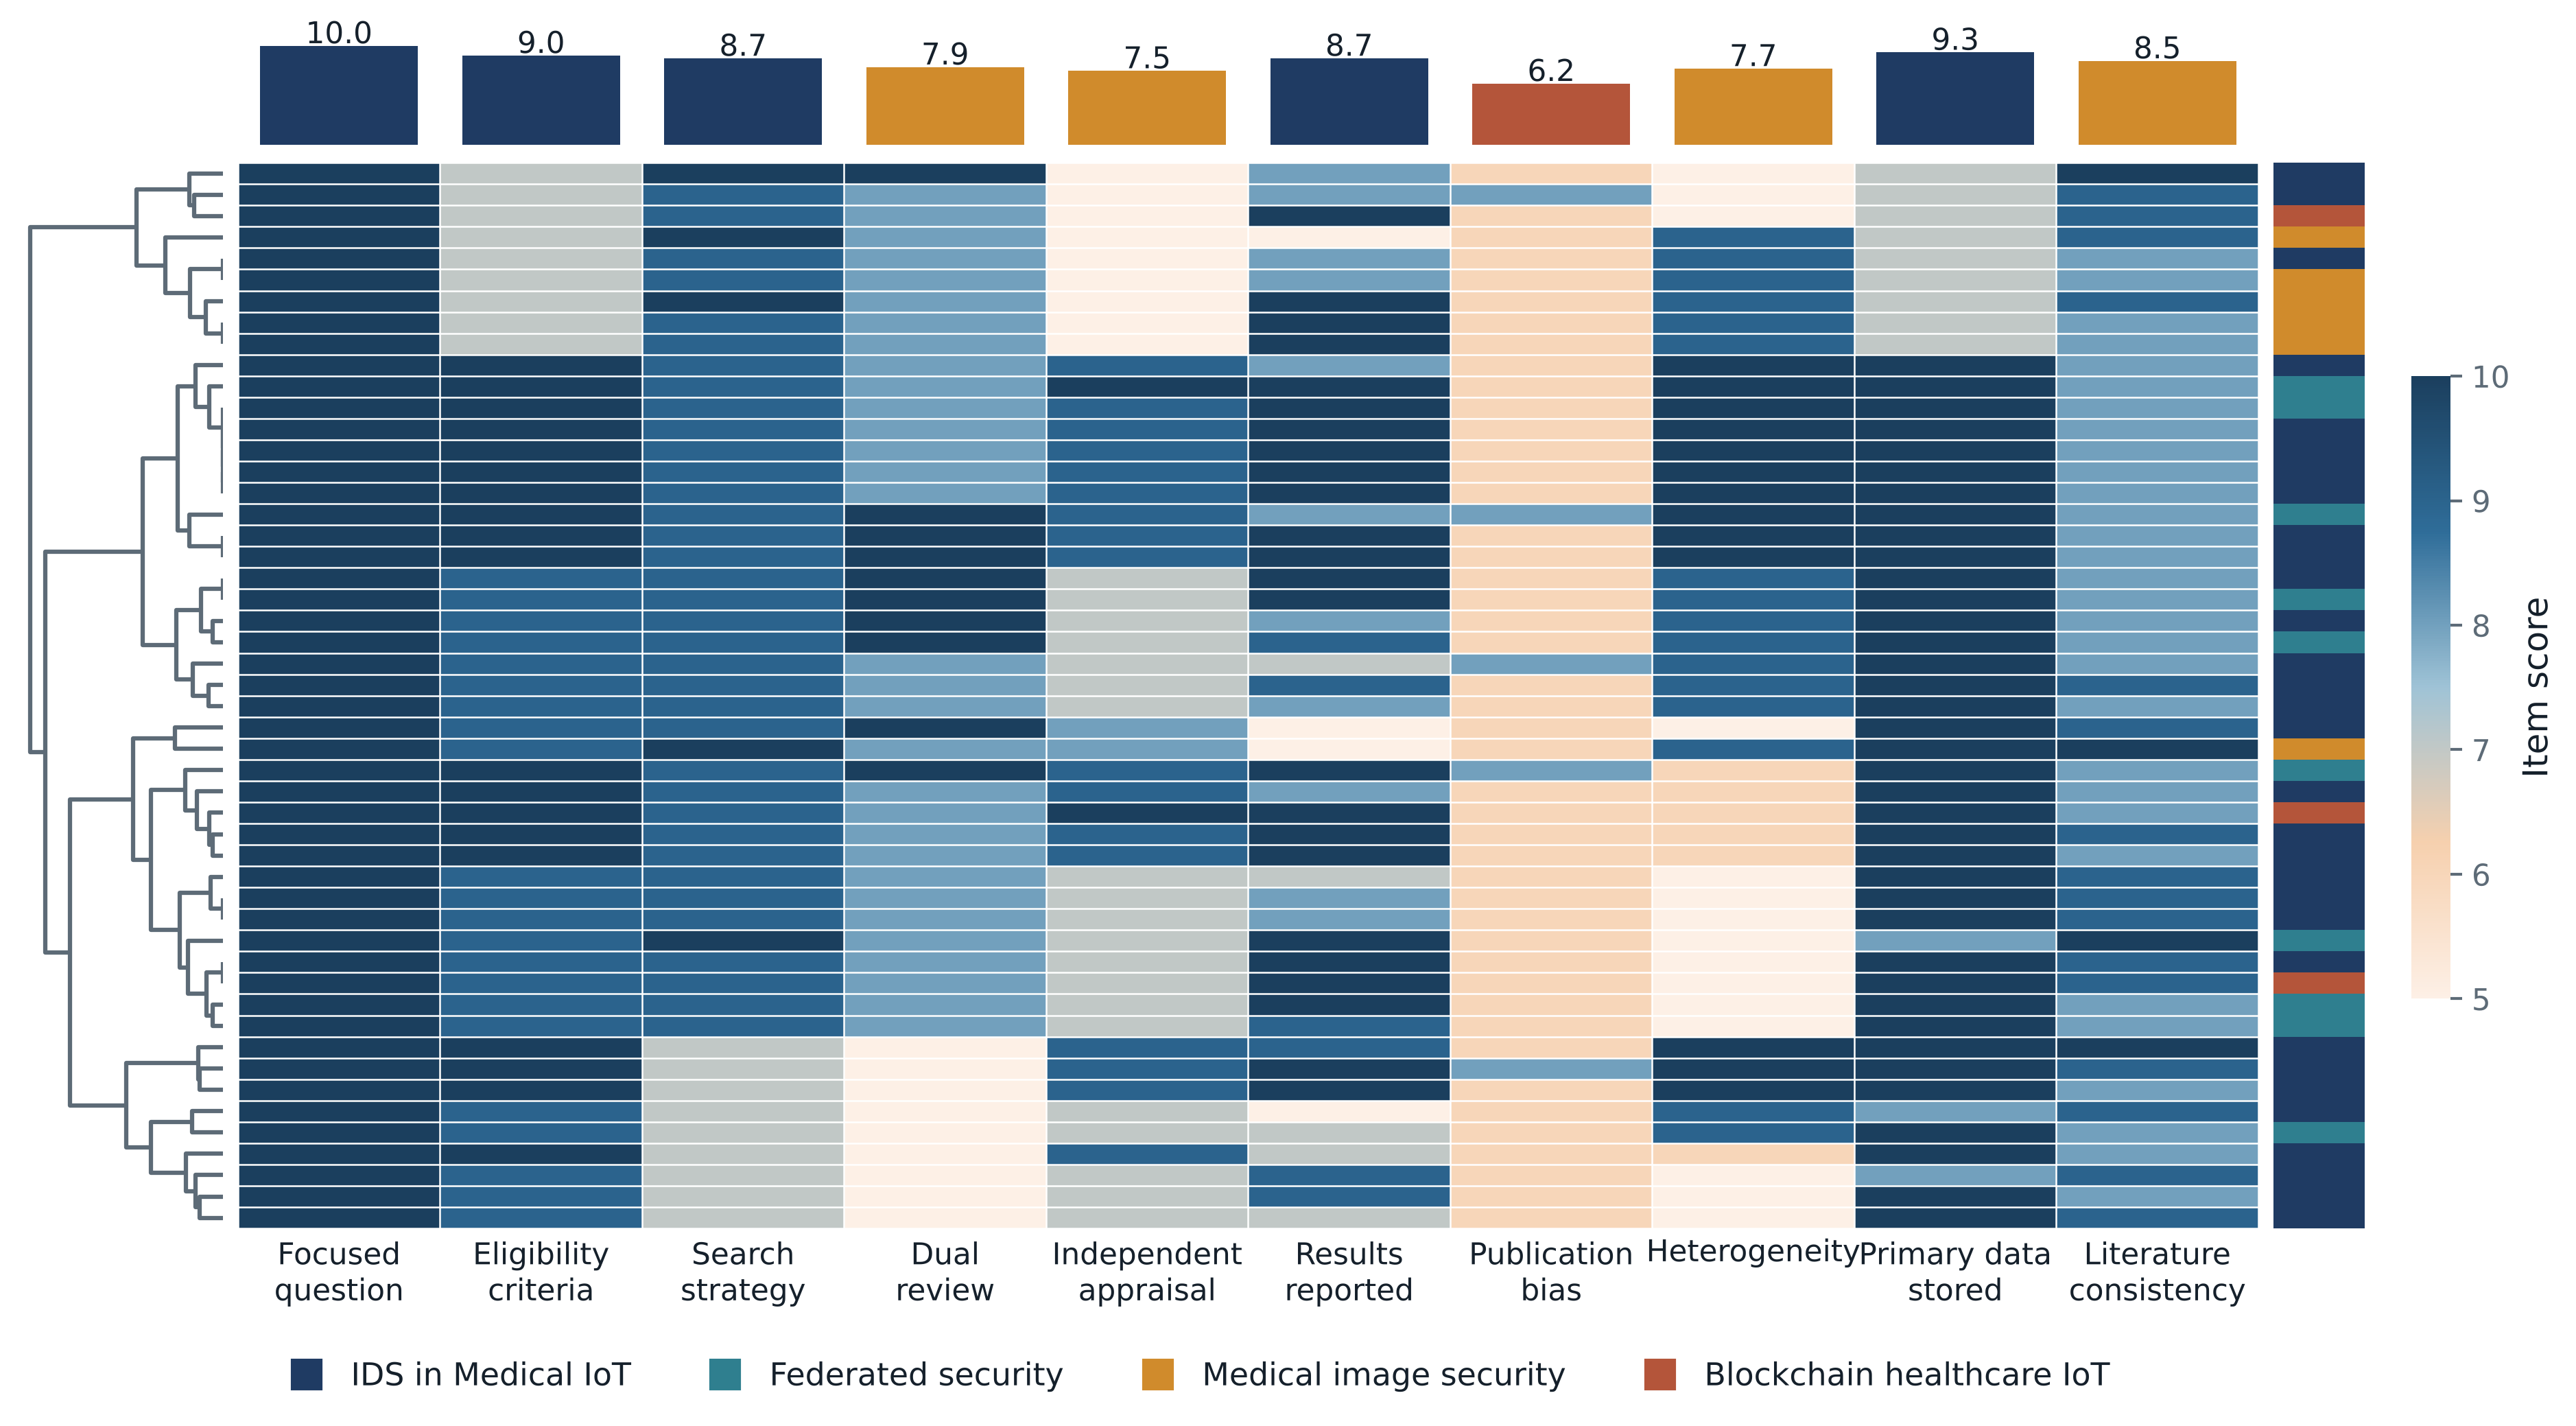 10.0
9.0
8.7
7.9
7.5
8.7
6.2
7.7
9.3
8.5
10
9
8
7
6
5
Item score
Focused
question
Eligibility
criteria
Search
strategy
Dual
review
Independent
appraisal
Results
reported
Publication
bias
Heterogeneity
Primary data
stored
Literature
consistency
IDS in Medical IoT
Federated security
Medical image security
Blockchain healthcare IoT